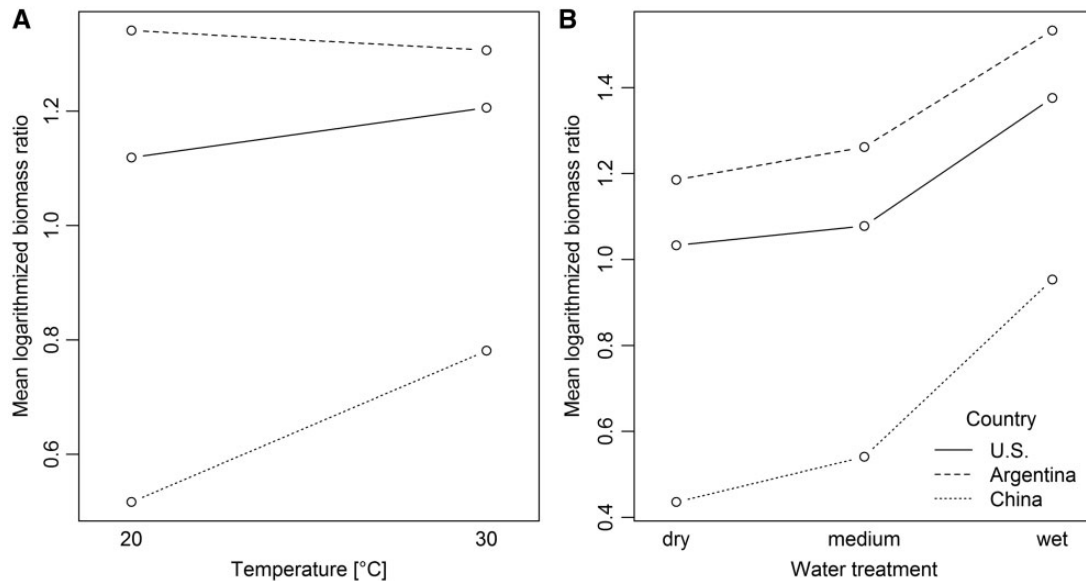 A
Mean logarithmized biomass ratio
1.2
1.0
0.8
0.6
20
30
Temperature [°C]
B
Mean logarithmized biomass ratio
1.4
1.2
1.0
0.8
0.6
0.4
dry
medium
wet
Water treatment
Country
U.S.
Argentina
China